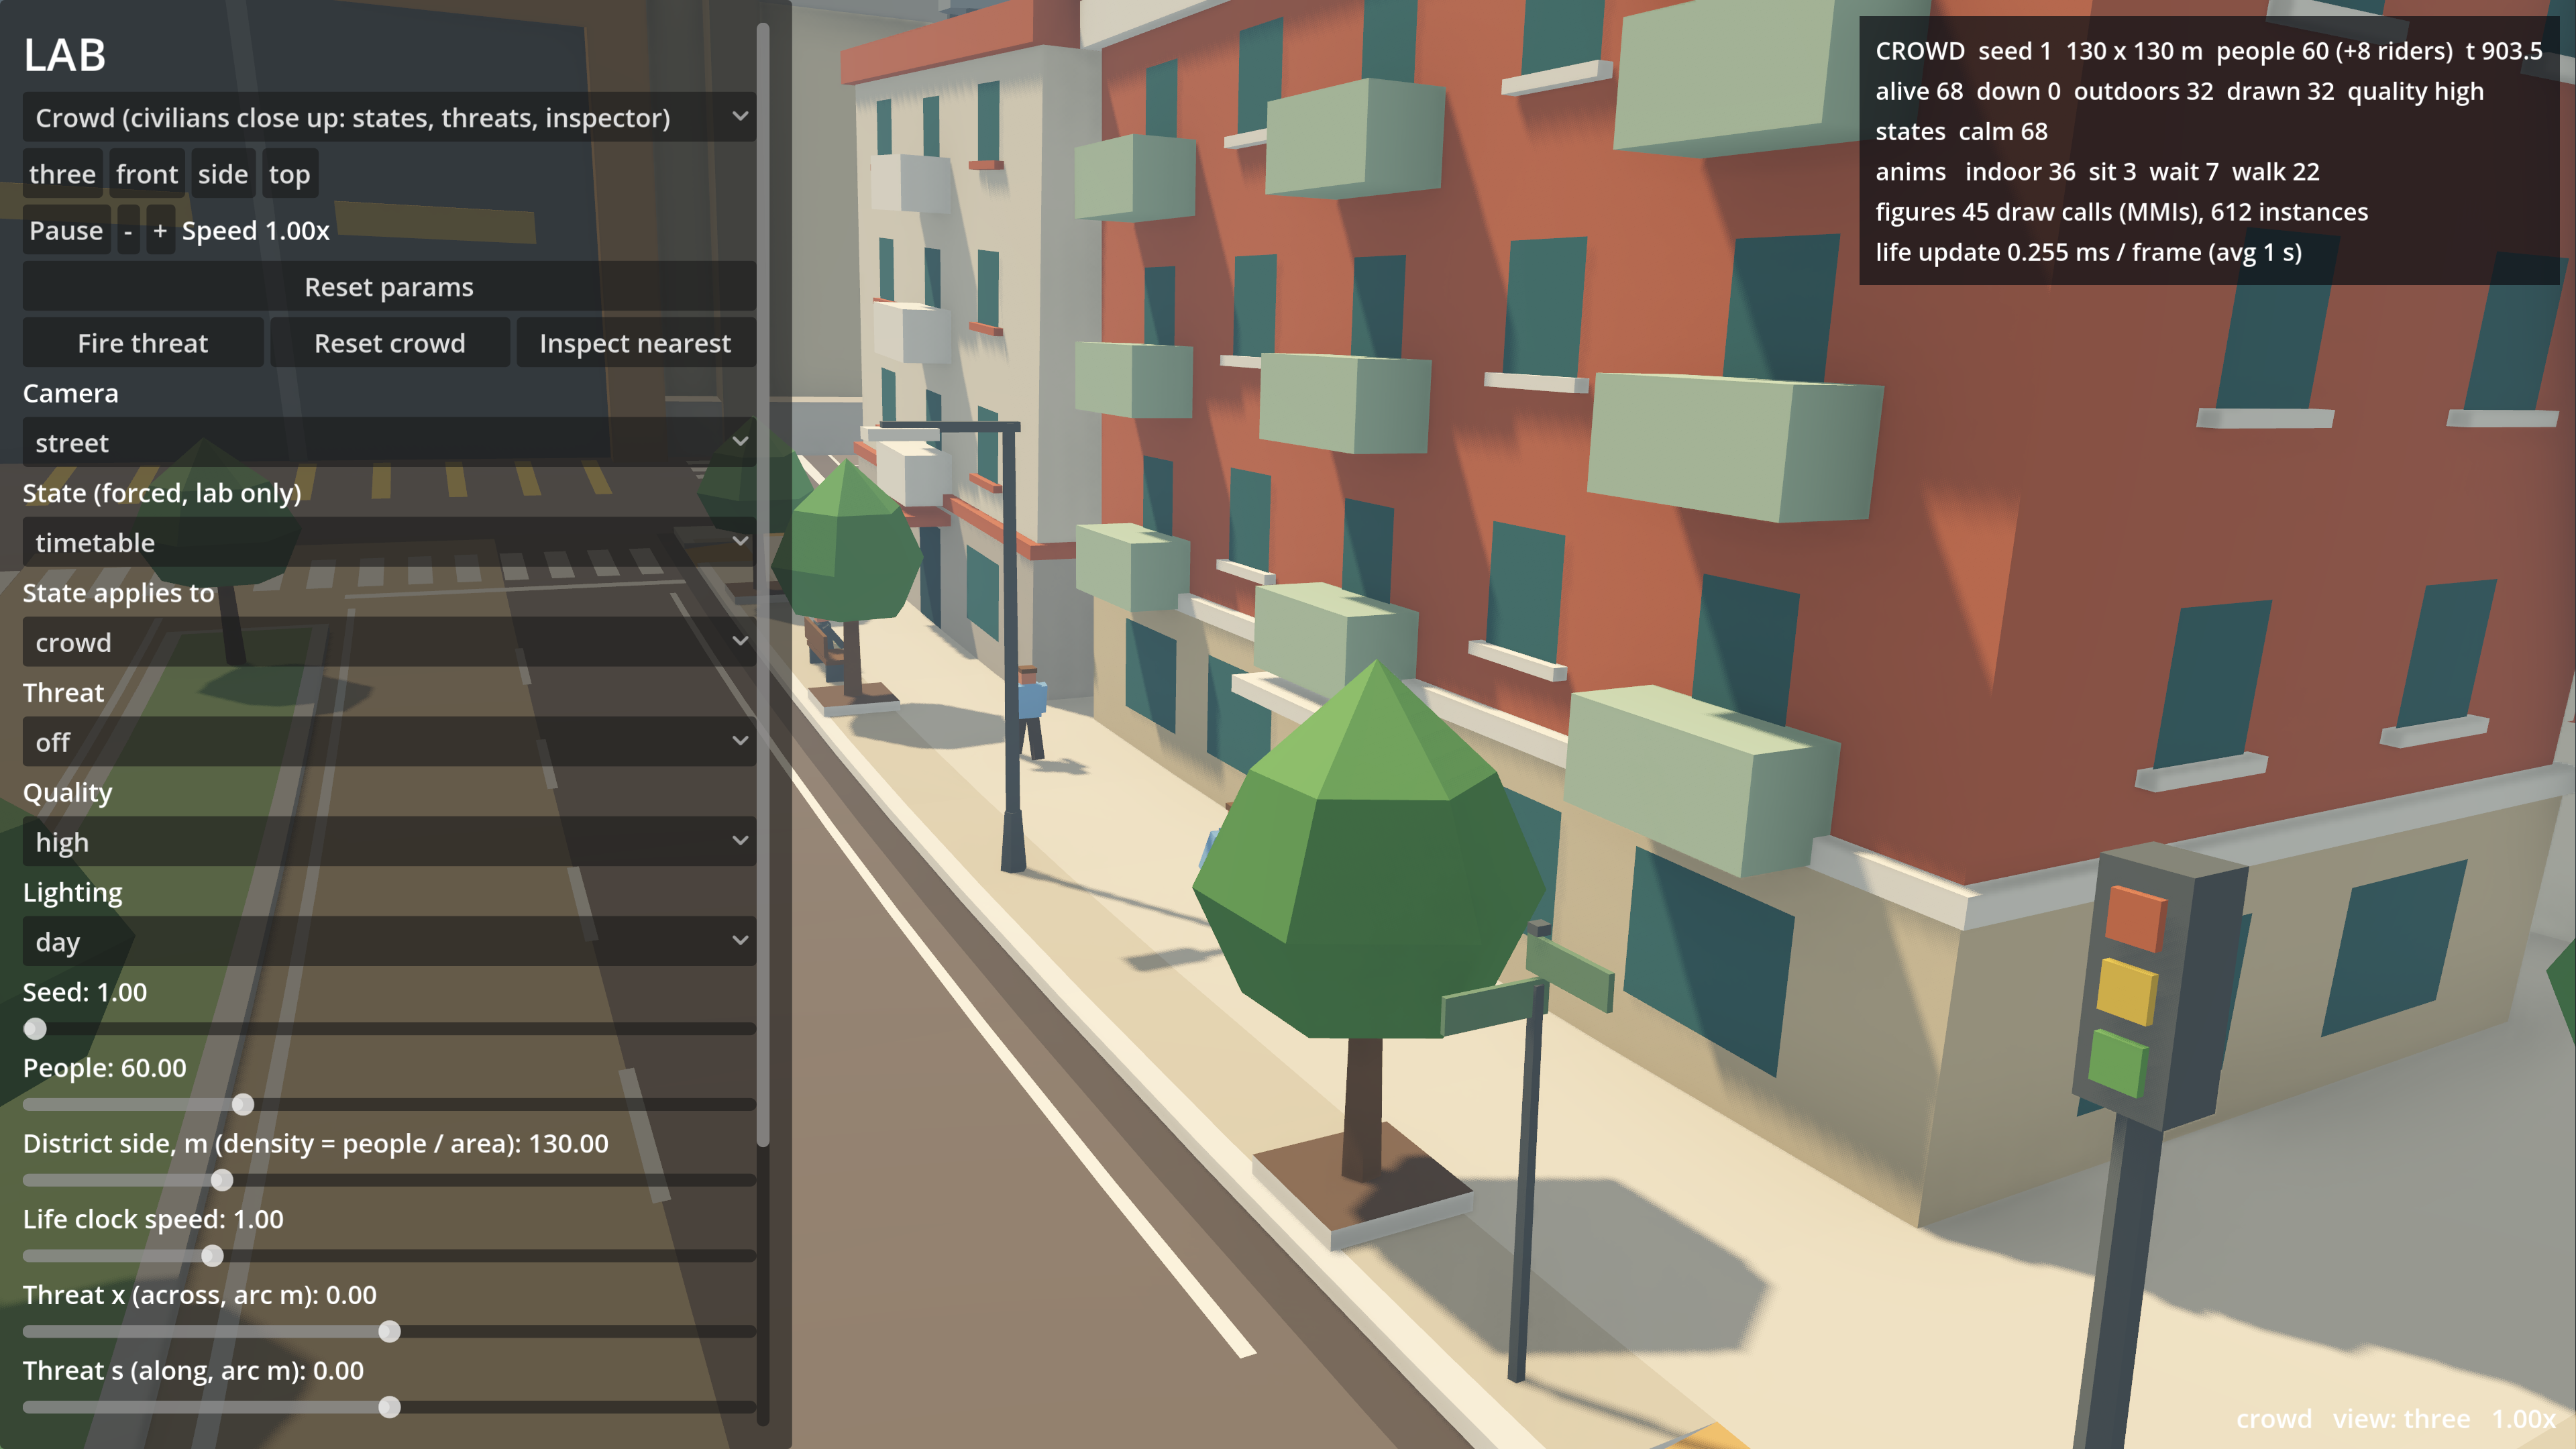 LAB
Crowd (civilians close up: states, threats, inspector)
three front side top
Pause - + Speed 1.00x
Reset params
Fire threat Reset crowd Inspect nearest
Camera
street
State (forced, lab only)
timetable
State applies to
crowd
Threat
off
Quality
high
Lighting
day
Seed: 1.00
People: 60.00
District side, m (density = people / area): 130.00
Life clock speed: 1.00
Threat x (across, arc m): 0.00
Threat s (along, arc m): 0.00
CROWD seed 1 130 x 130 m people 60 (+8 riders) t 903.5
alive 68 down 0 outdoors 32 drawn 32 quality high
states calm 68
anims indoor 36 sit 3 wait 7 walk 22
figures 45 draw calls (MMIs), 612 instances
life update 0.255 ms / frame (avg 1 s)
crowd view: three 1.00x